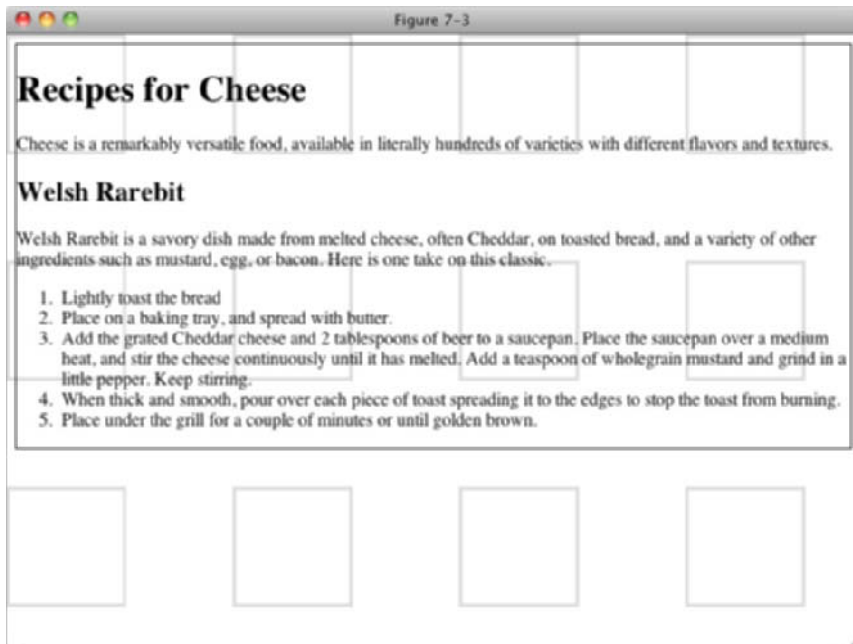 Figure 7-3
Recipes for Cheese
Cheese is a remarkably versatile food, available in literally hundreds of varieties with different flavors and textures.
Welsh Rarebit
Welsh Rarebit is a savory dish made from melted cheese, often Cheddar, on toasted bread, and a variety of other
ingredients such as mustard, egg, or bacon. Here is one take on this classic.
1. Lightly toast the bread
2. Place on a baking tray, and spread with butter.
3. Add the grated Cheddar cheese and 2 tablespoons of beer to a saucepan. Place the saucepan over a medium
heat, and stir the cheese continuously until it has melted. Add a teaspoon of wholegrain mustard and grind in a
little pepper. Keep stirring.
4. When thick and smooth, pour over each piece of toast spreading it to the edges to stop the toast from burning.
5. Place under the grill for a couple of minutes or until golden brown.